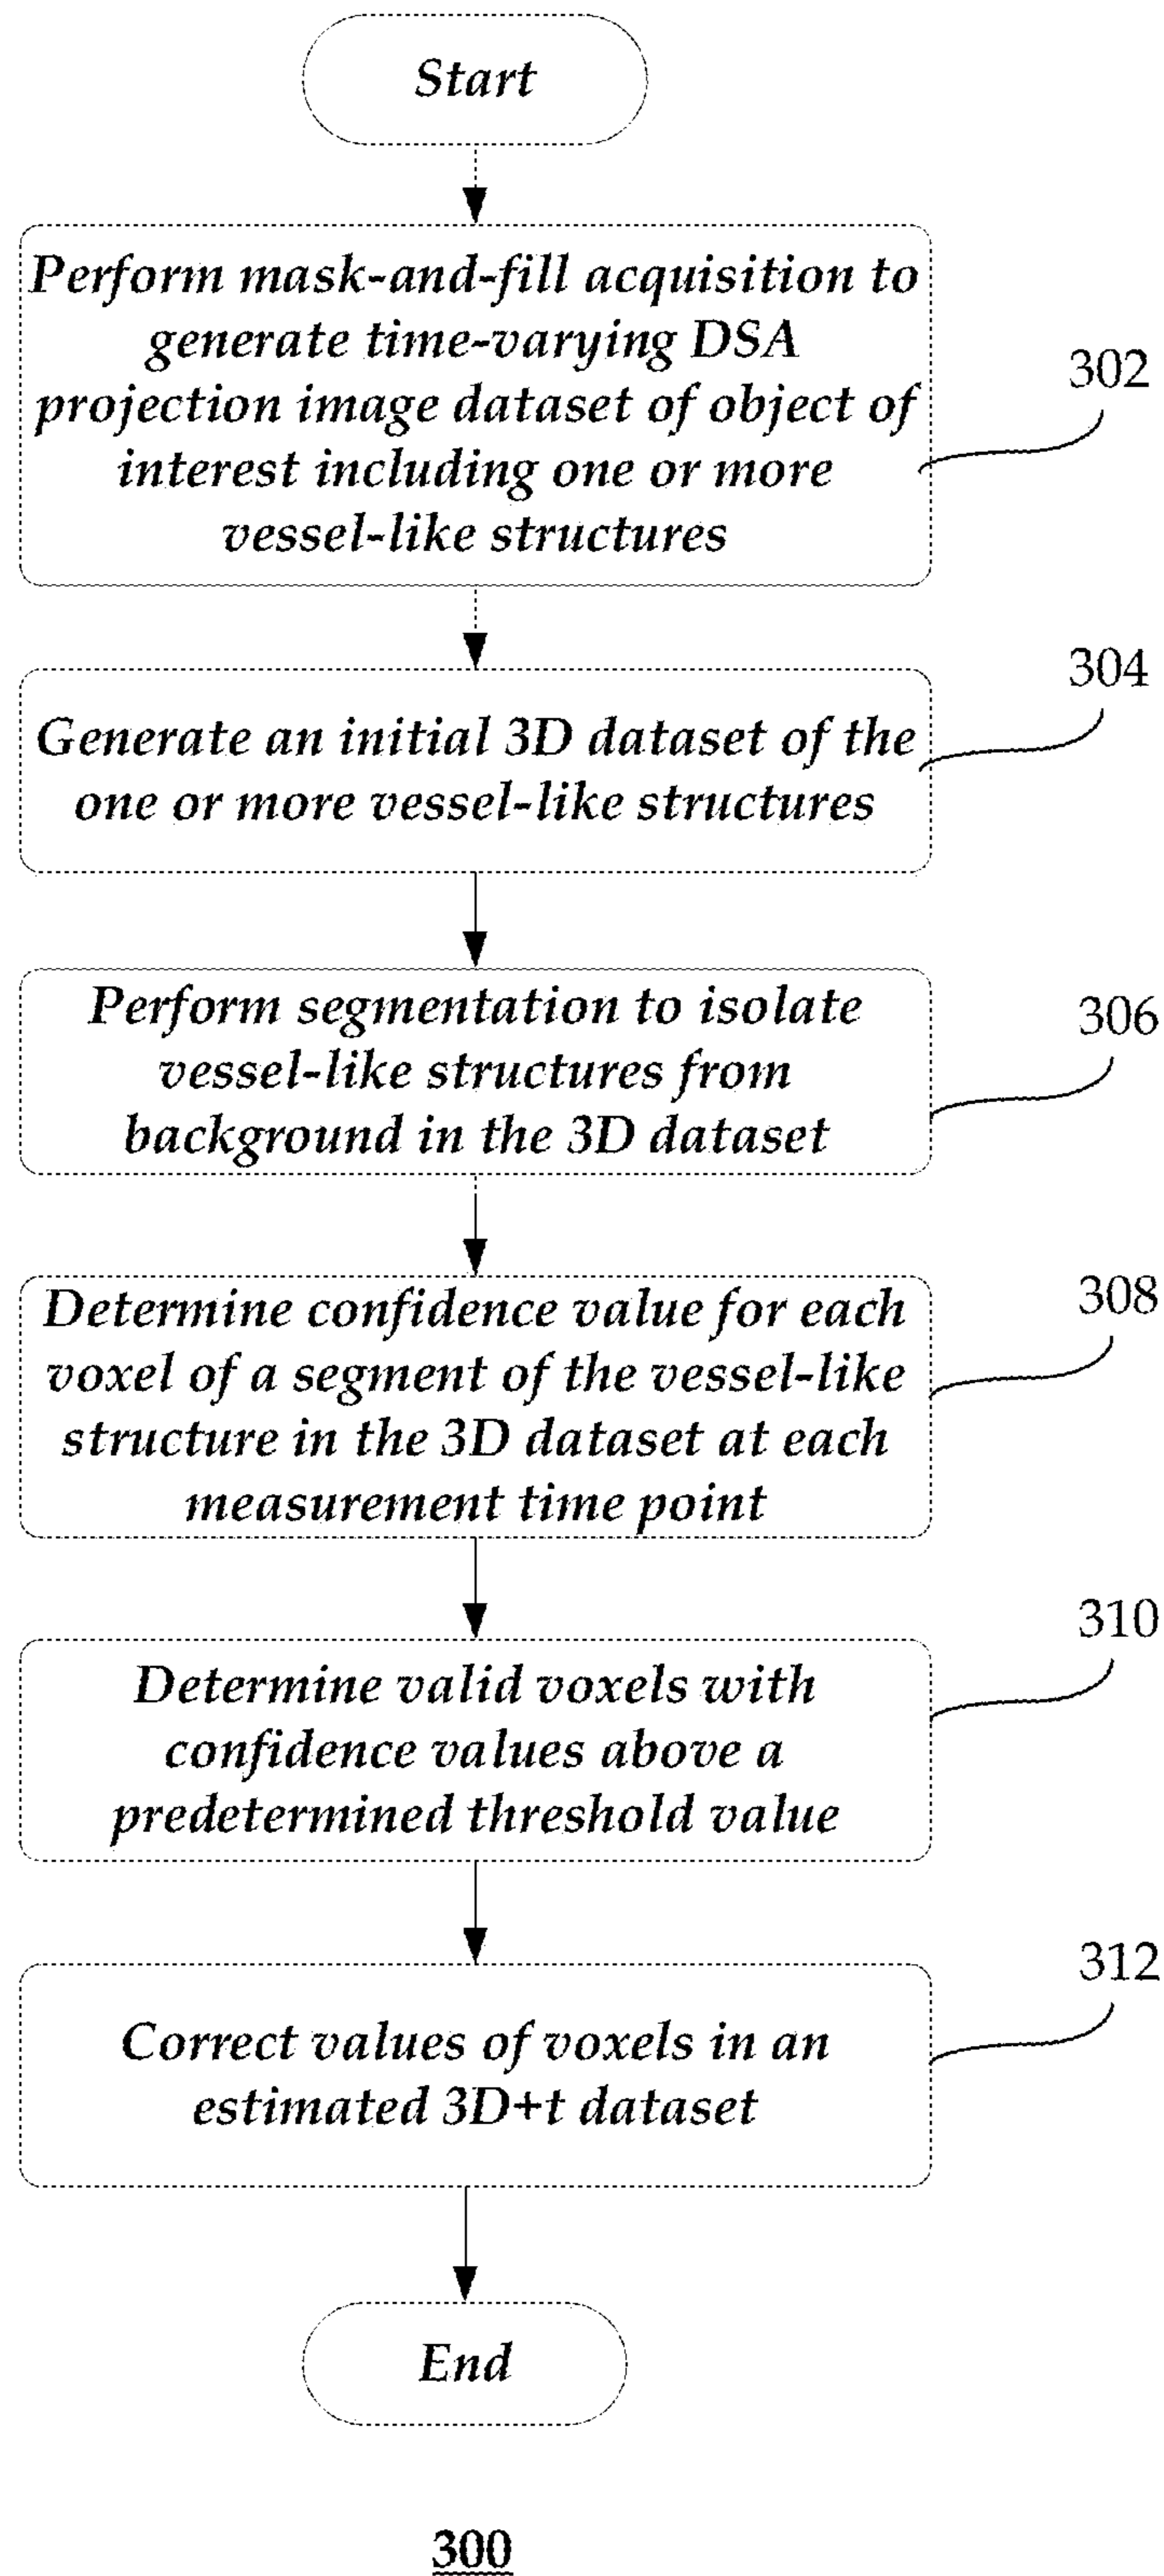 Start
Perform mask-and-fill acquisition to
generate time-varying DSA
projection image dataset of object of
interest including one or more
vessel-like structures
302
Generate an initial 3D dataset of the
one or more vessel-like structures
304
Perform segmentation to isolate
vessel-like structures from
background in the 3D dataset
306
Determine confidence value for each
voxel of a segment of the vessel-like
structure in the 3D dataset at each
measurement time point
308
Determine valid voxels with
confidence values above a
predetermined threshold value
310
Correct values of voxels in an
estimated 3D+t dataset
312
End
300